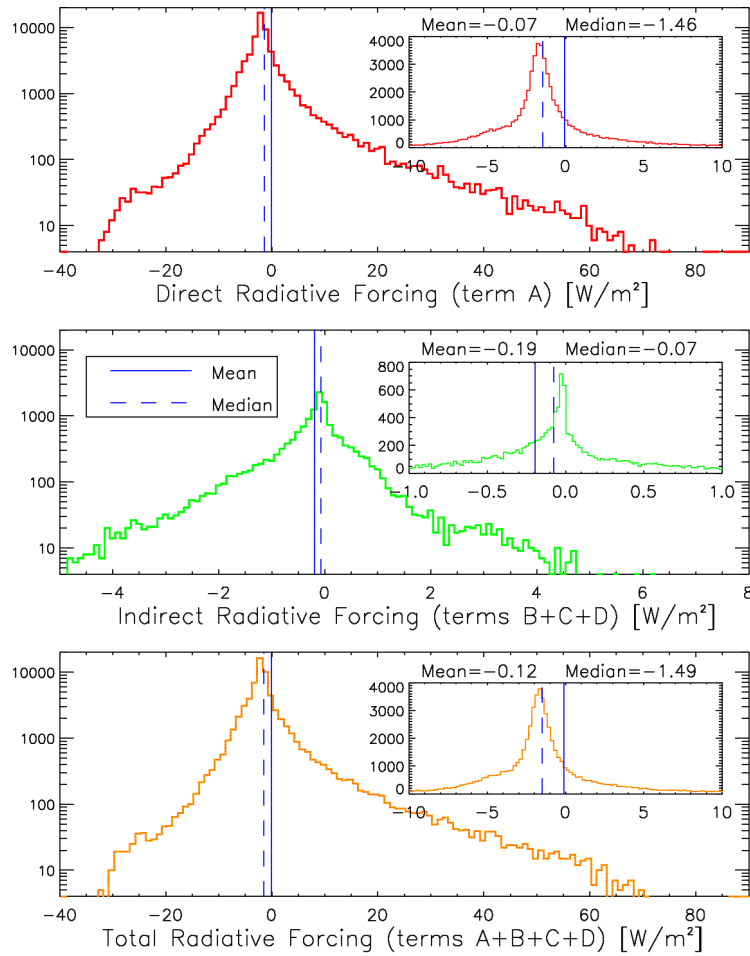 Mean=−0.07 Median=−1.46
10000
1000
100
10
4000
3000
2000
1000
0
−10 −5 0 5 10
−40 −20 0 20 40 60 80
Direct Radiative Forcing (term A) [W/m²]
Mean=−0.19 Median=−0.07
10000
1000
100
10
Mean
Median
800
600
400
200
0
−1.0 −0.5 0.0 0.5 1.0
−4 −2 0 2 4 6 8
Indirect Radiative Forcing (terms B+C+D) [W/m²]
Mean=−0.12 Median=−1.49
10000
1000
100
10
4000
3000
2000
1000
0
−10 −5 0 5 10
−40 −20 0 20 40 60 80
Total Radiative Forcing (terms A+B+C+D) [W/m²]